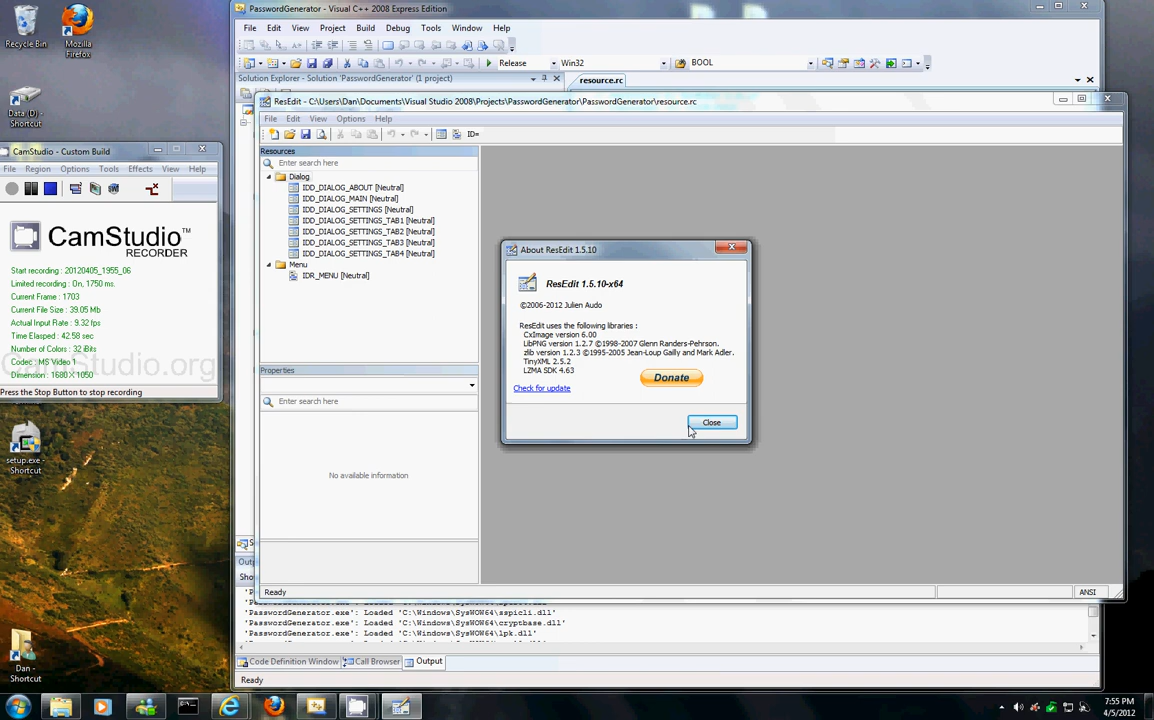 Recycle Bin
Mozilla Firefox
Data (D) - Shortcut
PasswordGenerator - Visual C++ 2008 Express Edition
File Edit View Project Build Debug Tools Window Help
Release Win32 BOOL
Solution Explorer - Solution 'PasswordGenerator' (1 project)
resource.rc
ResEdit - C:\Users\Dan\Documents\Visual Studio 2008\Projects\PasswordGenerator\PasswordGenerator\resource.rc
File Edit View Options Help
ID=
Resources
Enter search here
Dialog
IDD_DIALOG_ABOUT [Neutral]
IDD_DIALOG_MAIN [Neutral]
IDD_DIALOG_SETTINGS [Neutral]
IDD_DIALOG_SETTINGS_TAB1 [Neutral]
IDD_DIALOG_SETTINGS_TAB2 [Neutral]
IDD_DIALOG_SETTINGS_TAB3 [Neutral]
IDD_DIALOG_SETTINGS_TAB4 [Neutral]
Menu
IDR_MENU [Neutral]
Properties
Enter search here
No available information
Ready
ANSI
CamStudio - Custom Build
File Region Options Tools Effects View Help
CamStudio™
RECORDER
Start recording : 20120405_1955_06
Limited recording : On, 1750 ms.
Current Frame : 1703
Current File Size : 39.05 Mb
Actual Input Rate : 9.32 fps
Time Elasped : 42.58 sec
Number of Colors : 32 iBits
Codec : MS Video 1
Dimension : 1680 X 1050
CamStudio.org
Press the Stop Button to stop recording
About ResEdit 1.5.10
ResEdit 1.5.10-x64
©2006-2012 Julien Audo
ResEdit uses the following libraries :
CxImage version 6.00
LibPNG version 1.2.7 ©1998-2007 Glenn Randers-Pehrson.
zlib version 1.2.3 ©1995-2005 Jean-Loup Gailly and Mark Adler.
TinyXML 2.5.2
LZMA SDK 4.63
Donate
Check for update
Close
setup.exe - Shortcut
Dan - Shortcut
'PasswordGenerator.exe': Loaded 'C:\Windows\SysWOW64\sspicli.dll'
'PasswordGenerator.exe': Loaded 'C:\Windows\SysWOW64\cryptbase.dll'
'PasswordGenerator.exe': Loaded 'C:\Windows\SysWOW64\lpk.dll'
Code Definition Window Call Browser Output
Ready
7:55 PM
4/5/2012